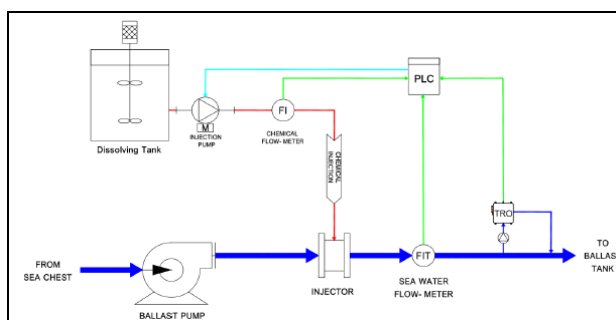 PLC
FI
M
INJECTION
PUMP
CHEMICAL
FLOW- METER
Dissolving Tank
CHEMICAL
INJECTION
TRO
FROM
SEA CHEST
FIT
TO
BALLAS
TANK
INJECTOR
SEA WATER
FLOW-METER
BALLAST PUMP